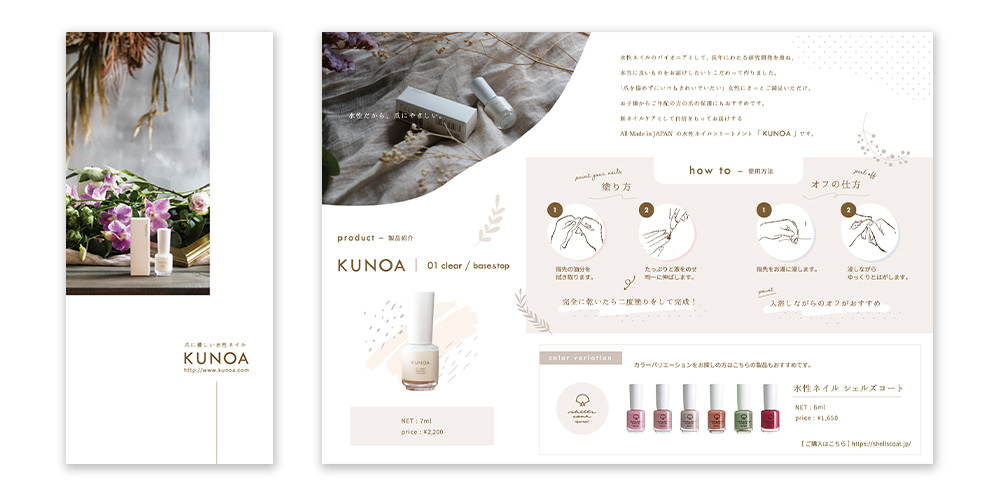 爪に優しい水性ネイル
KUNOA
http://www.kunoa.com
水性だから、爪にやさしい。
水性ネイルのパイオニアとして、長年にわたる研究開発を重ね、
本当に良いものをお届けしたいとこだわって作りました。
「爪を傷めずにいつもきれいでいたい」女性にきっとご満足いただけ、
お子様からご年配の方の爪の保護にもおすすめです。
新ネイルケアとして自信をもってお届けする
All Made in JAPAN の水性ネイルトリートメント「 KUNOA 」です。
product – 製品紹介
KUNOA | 01 clear / base&top
KUNOA
NET : 7ml
price : ¥2,200
how to – 使用方法
paint your nails
塗り方
1
指先の油分を
拭き取ります。
2
たっぷりと液をのせ
均一に伸ばします。
完全に乾いたら二度塗りをして完成！
peel off
オフの仕方
1
指先をお湯に浸します。
2
浸しながら
ゆっくりとはがします。
point
入浴しながらのオフがおすすめ
color variation
カラーバリエーションをお探しの方はこちらの製品もおすすめです。
shells
coat
水性ネイル シェルズコート
NET : 6ml
price : ¥1,650
[ ご購入はこちら ] https://shellscoat.jp/